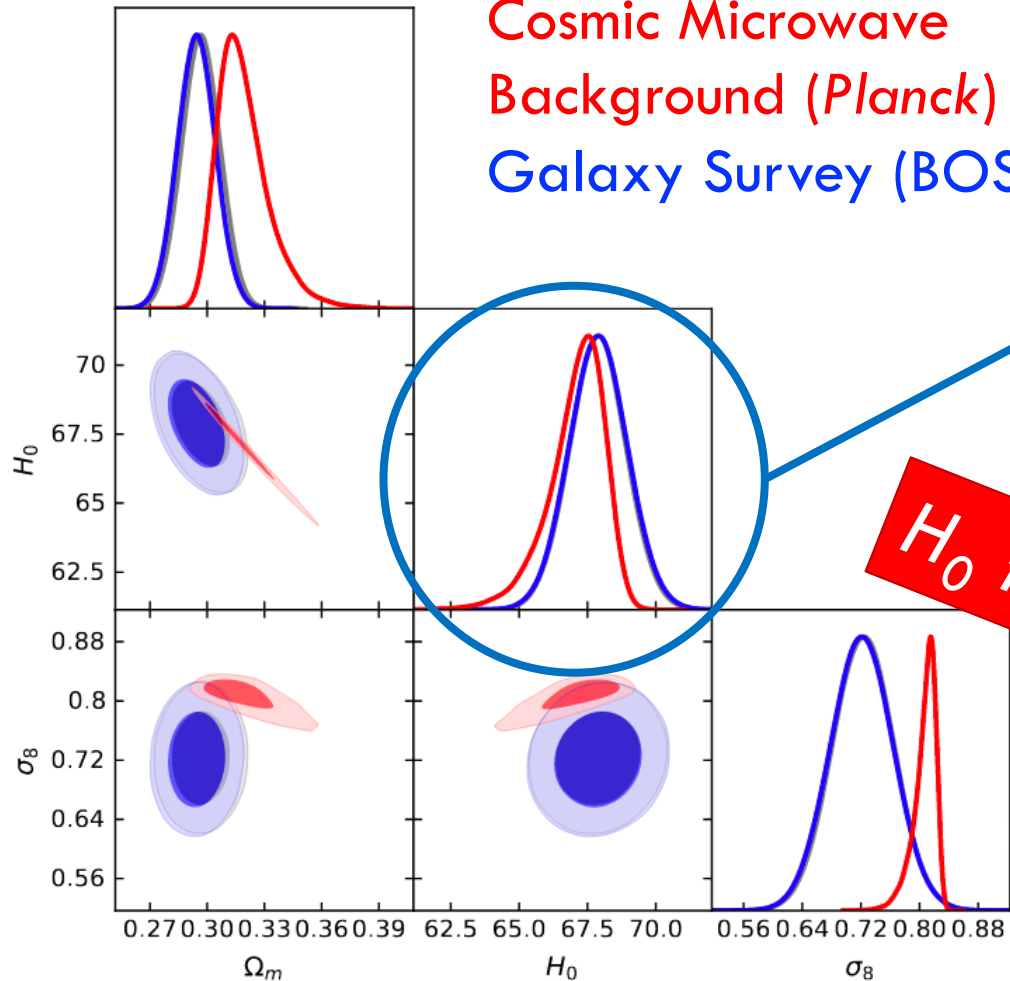 Cosmic Microwave
Background (Planck)
Galaxy Survey (BOS
H₀
70
67.5
65
62.5
H₀
σ₈
0.88
0.8
0.72
0.64
0.56
0.27 0.30 0.33 0.36 0.39
62.5 65.0 67.5 70.0
0.56 0.64 0.72 0.80 0.88
Ωₘ
H₀
σ₈